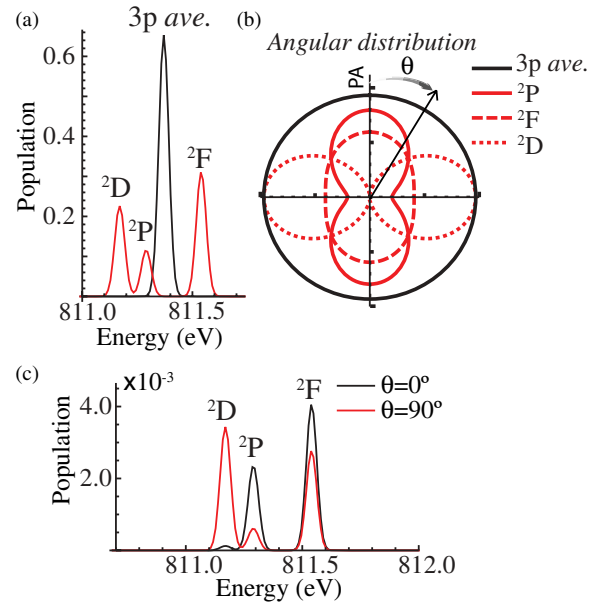 (a)
3p ave.
0.6
0.4
0.2
Population
²D
²P
²F
811.0
811.5
Energy (eV)
(b)
Angular distribution
θ
PA
3p ave.
²P
²F
²D
(c)
x10⁻³
4.0
2.0
Population
²D
²P
²F
θ=0º
θ=90º
811.0
811.5
812.0
Energy (eV)